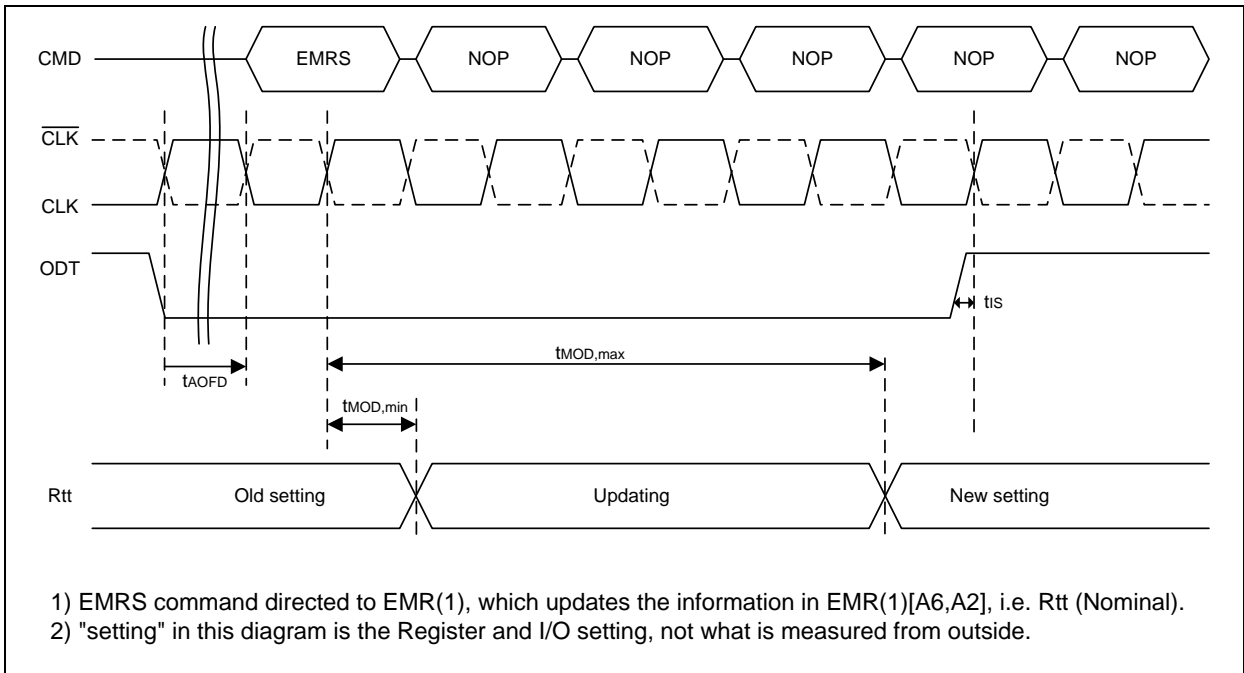 CMD EMRS NOP NOP NOP NOP NOP
CLK
CLK
ODT
tIS
tMOD,max
tAOFD
tMOD,min
Rtt Old setting Updating New setting
1) EMRS command directed to EMR(1), which updates the information in EMR(1)[A6,A2], i.e. Rtt (Nominal).
2) "setting" in this diagram is the Register and I/O setting, not what is measured from outside.